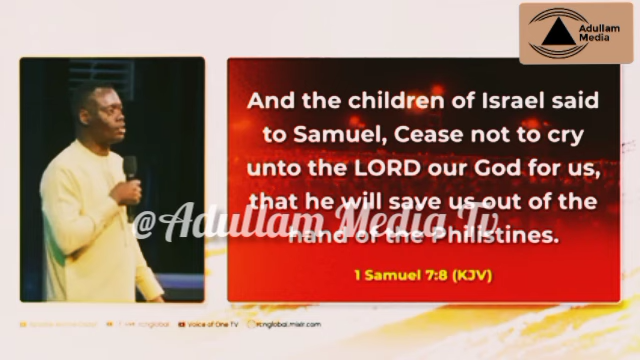 Adullam
Media
And the children of Israel said
to Samuel, Cease not to cry
unto the LORD our God for us,
that he will save us out of the
hand of the Philistines.
@Adullam Media Tv
1 Samuel 7:8 (KJV)
rcnglobal
Voice of One TV
rcnglobal.mixlr.com